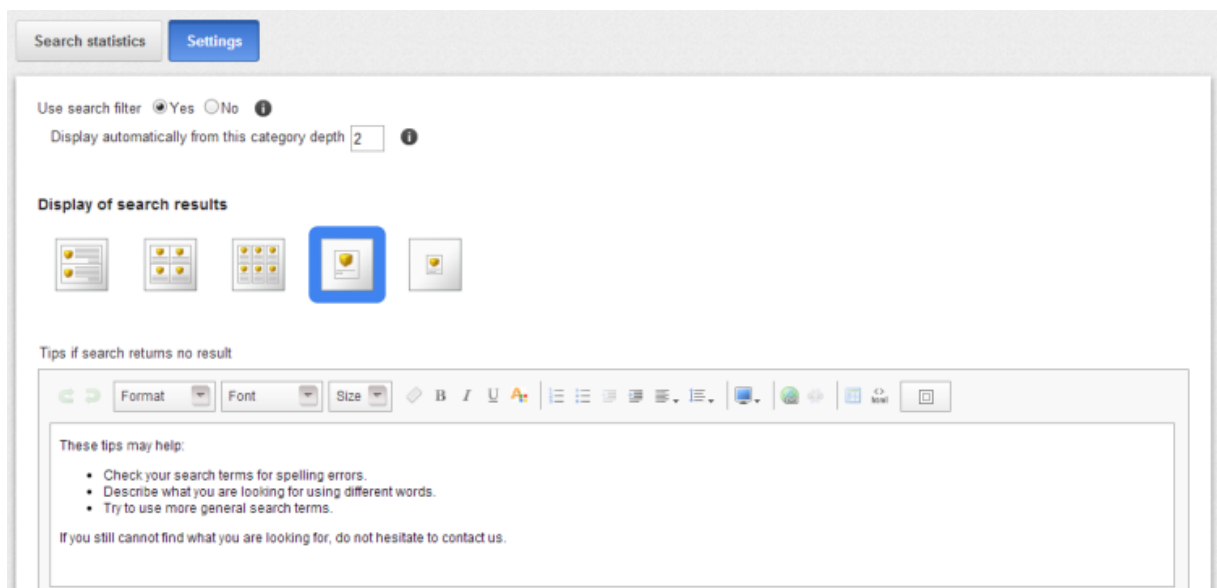 Search statistics Settings
Use search filter Yes No
Display automatically from this category depth 2
Display of search results
Tips if search returns no result
Format Font Size B I U A html
These tips may help:
• Check your search terms for spelling errors.
• Describe what you are looking for using different words.
• Try to use more general search terms.
If you still cannot find what you are looking for, do not hesitate to contact us.